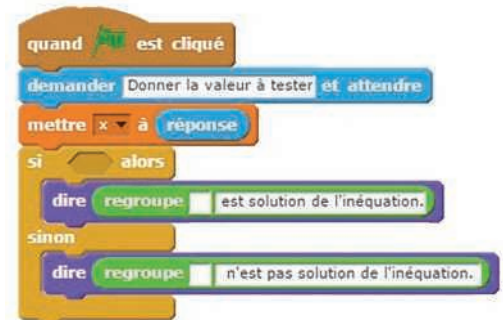 quand est cliqué
demander Donner la valeur à tester et attendre
mettre x à réponse
si alors
dire regroupe est solution de l'inéquation.
sinon
dire regroupe n'est pas solution de l'inéquation.